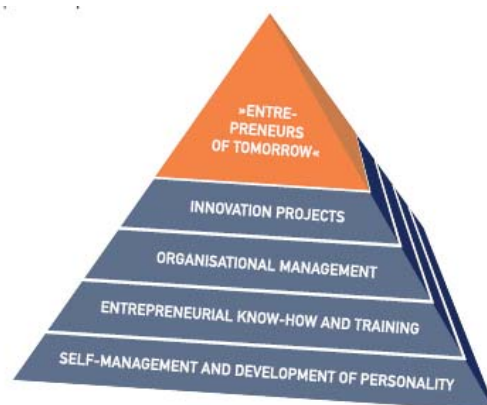 »ENTRE-
PRENEURS
OF TOMORROW«
INNOVATION PROJECTS
ORGANISATIONAL MANAGEMENT
ENTREPRENEURIAL KNOW-HOW AND TRAINING
SELF-MANAGEMENT AND DEVELOPMENT OF PERSONALITY